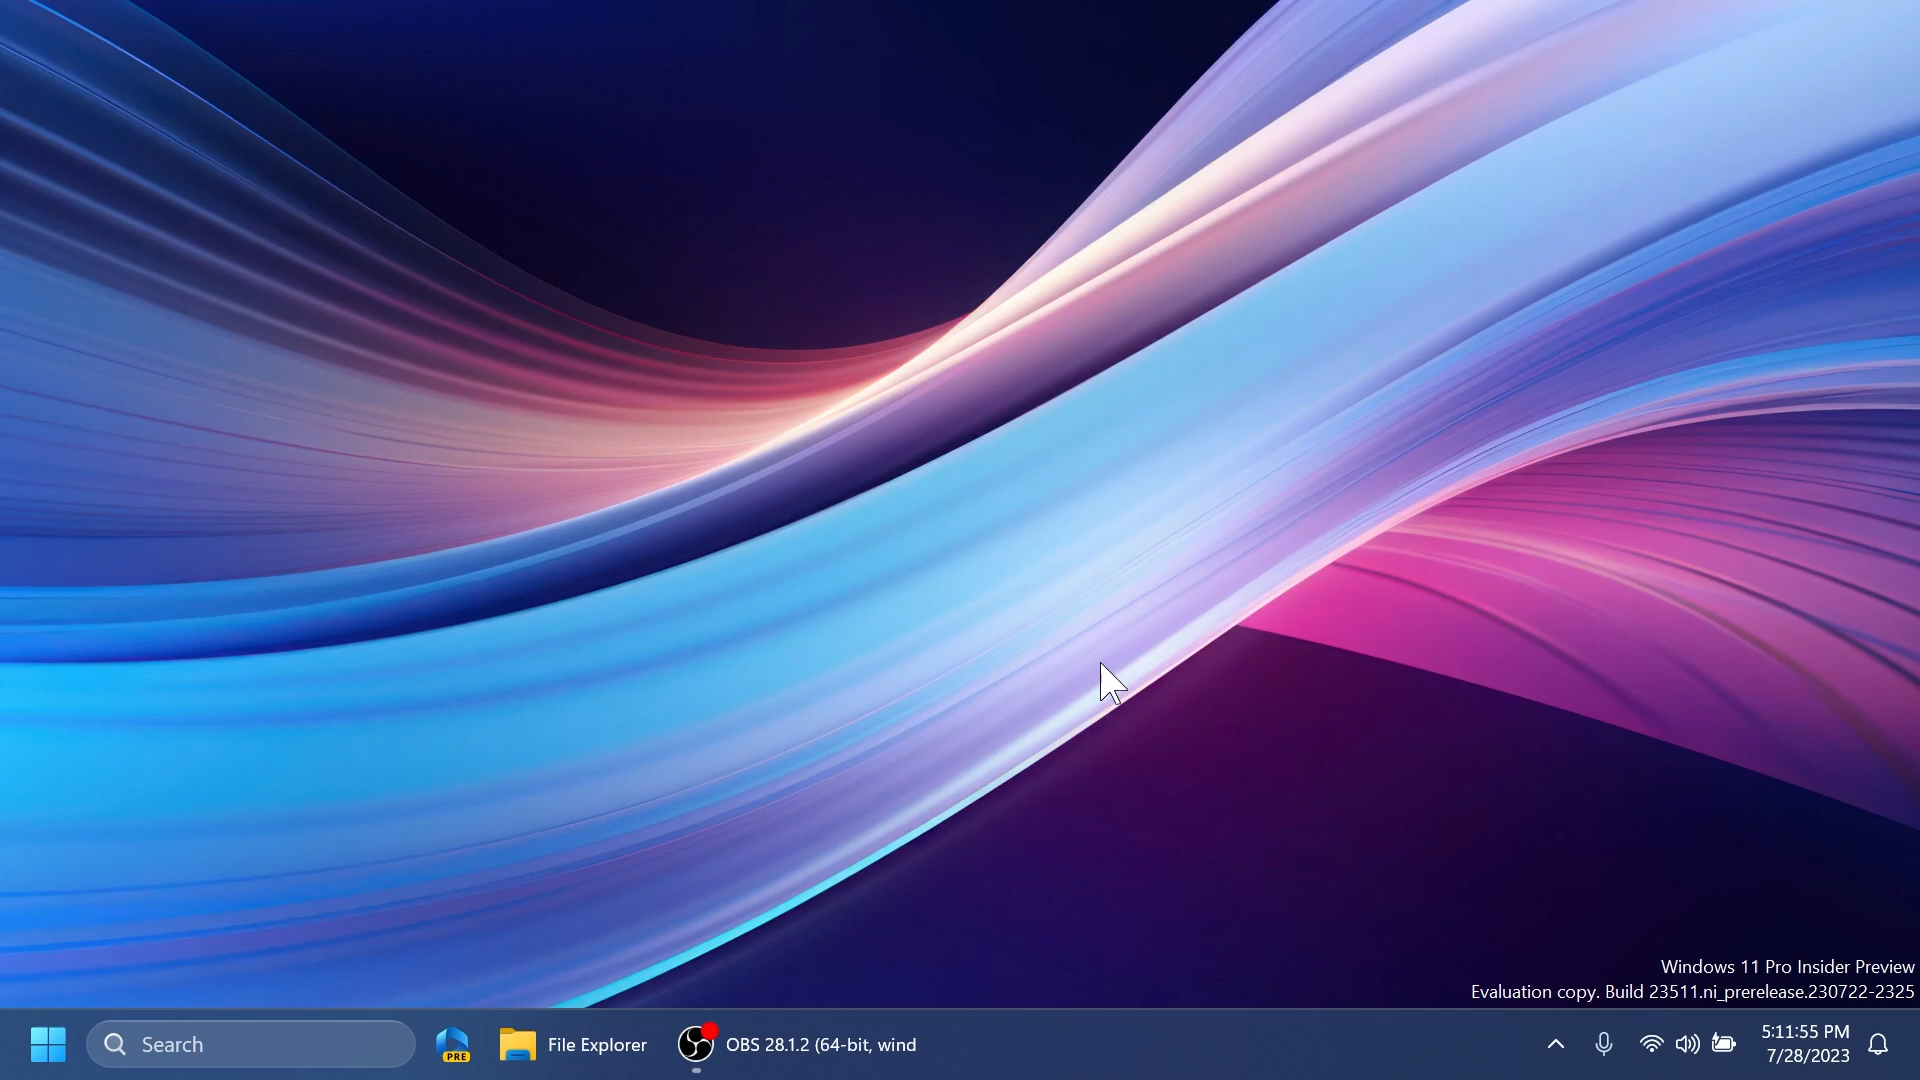 Windows 11 Pro Insider Preview
Evaluation copy. Build 23511.ni_prerelease.230722-2325
Search
PRE
File Explorer
OBS 28.1.2 (64-bit, wind
5:11:55 PM
7/28/2023